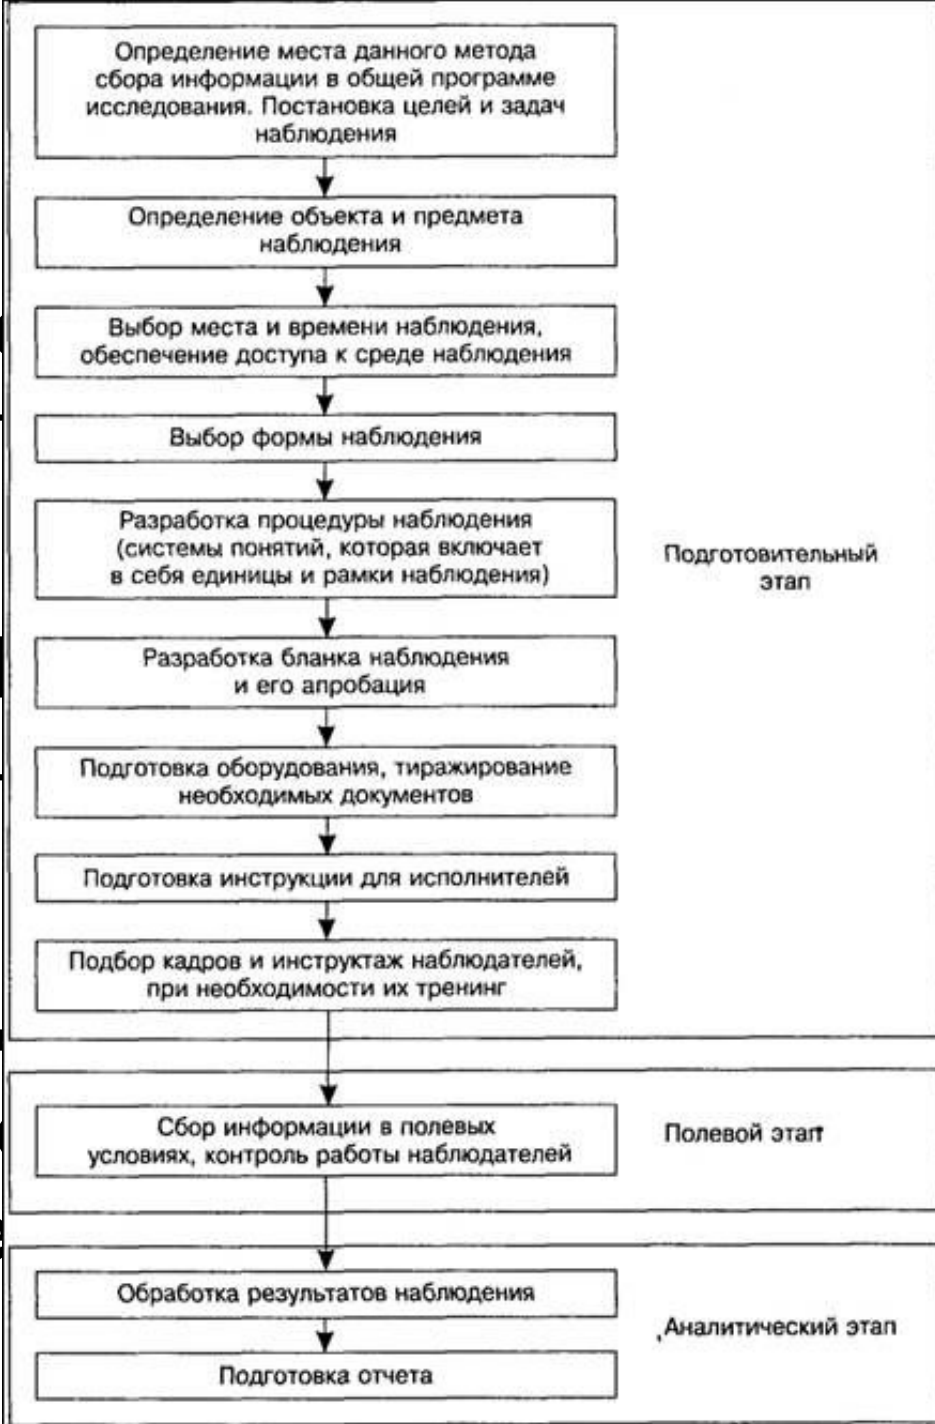 Определение места данного метода
сбора информации в общей программе
исследования. Постановка целей и задач
наблюдения
Определение объекта и предмета
наблюдения
Выбор места и времени наблюдения,
обеспечение доступа к среде наблюдения
Выбор формы наблюдения
Разработка процедуры наблюдения
(системы понятий, которая включает
в себя единицы и рамки наблюдения)
Подготовительный
этап
Разработка бланка наблюдения
и его апробация
Подготовка оборудования, тиражирование
необходимых документов
Подготовка инструкции для исполнителей
Подбор кадров и инструктаж наблюдателей,
при необходимости их тренинг
Сбор информации в полевых
условиях, контроль работы наблюдателей
Полевой этап
Обработка результатов наблюдения
Аналитический этап
Подготовка отчета